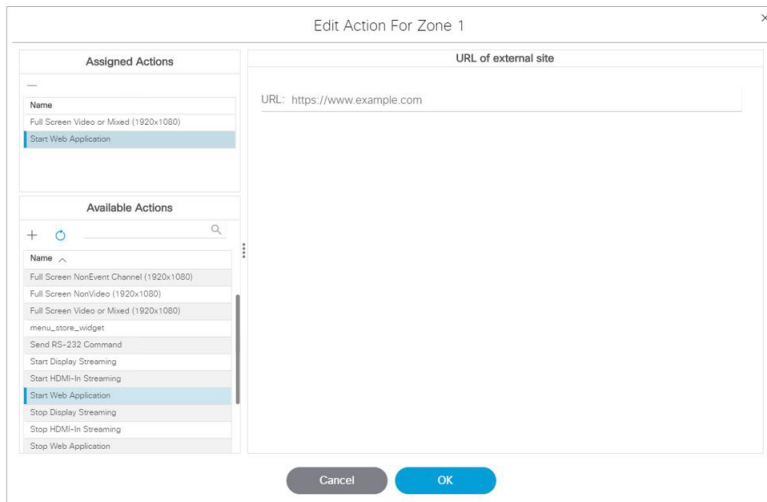 Edit Action For Zone 1
Assigned Actions
Name
Full Screen Video or Mixed (1920x1080)
Start Web Application
Available Actions
Name
Full Screen NonEvent Channel (1920x1080)
Full Screen NonVideo (1920x1080)
Full Screen Video or Mixed (1920x1080)
menu_store_widget
Send RS-232 Command
Start Display Streaming
Start HDMI-In Streaming
Start Web Application
Stop Display Streaming
Stop HDMI-In Streaming
Stop Web Application
URL of external site
URL: https://www.example.com
Cancel
OK